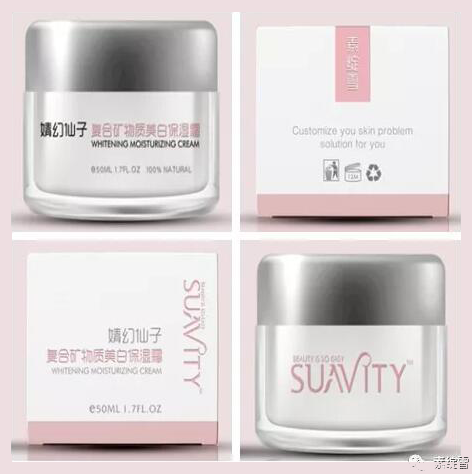 婧幻仙子 复合矿物质美白保湿霜
WHITENING MOISTURIZING CREAM
℮50ML 1.7FL.OZ 100% NATURAL
素绽雪
Customize you skin problem
solution for you
12M
SUAVITY™
婧幻仙子
复合矿物质美白保湿霜
WHITENING MOISTURIZING CREAM
℮50ML 1.7FL.OZ
BEAUTY IS SO EASY
SUAVITY™
素绽雪